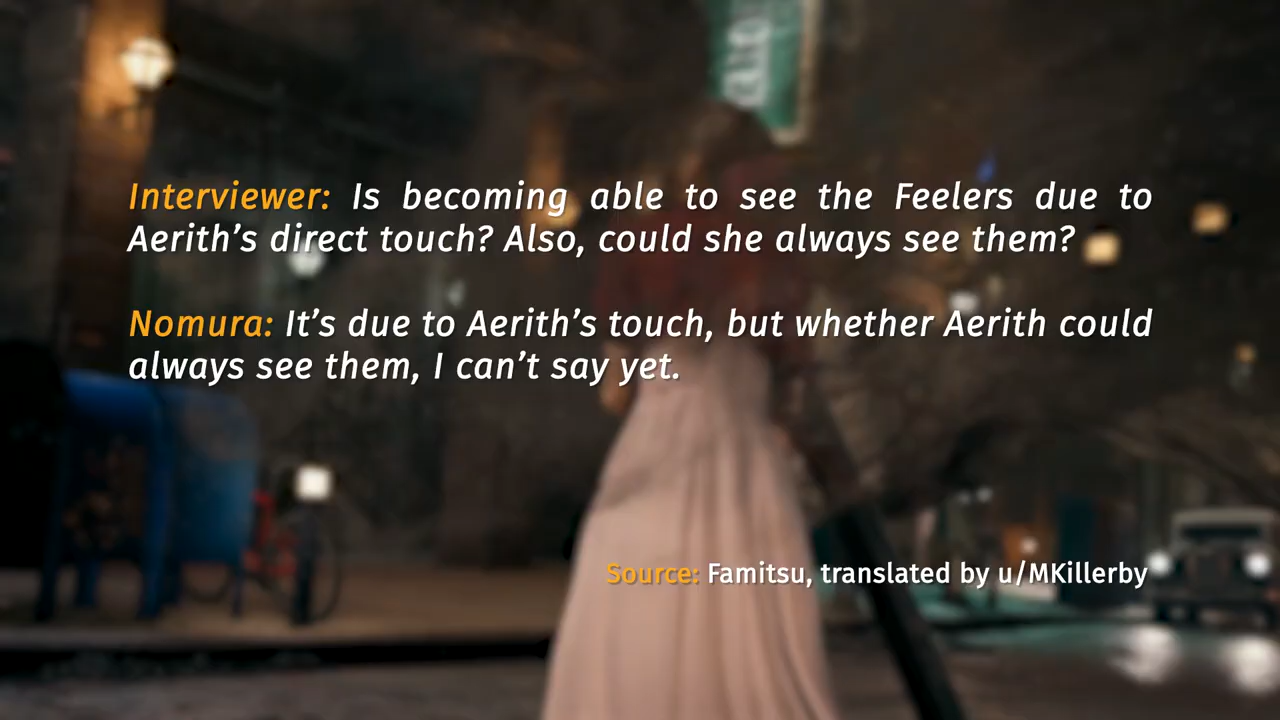 Interviewer: Is becoming able to see the Feelers due to
Aerith’s direct touch? Also, could she always see them?
Nomura: It’s due to Aerith’s touch, but whether Aerith could
always see them, I can’t say yet.
Source: Famitsu, translated by u/MKillerby